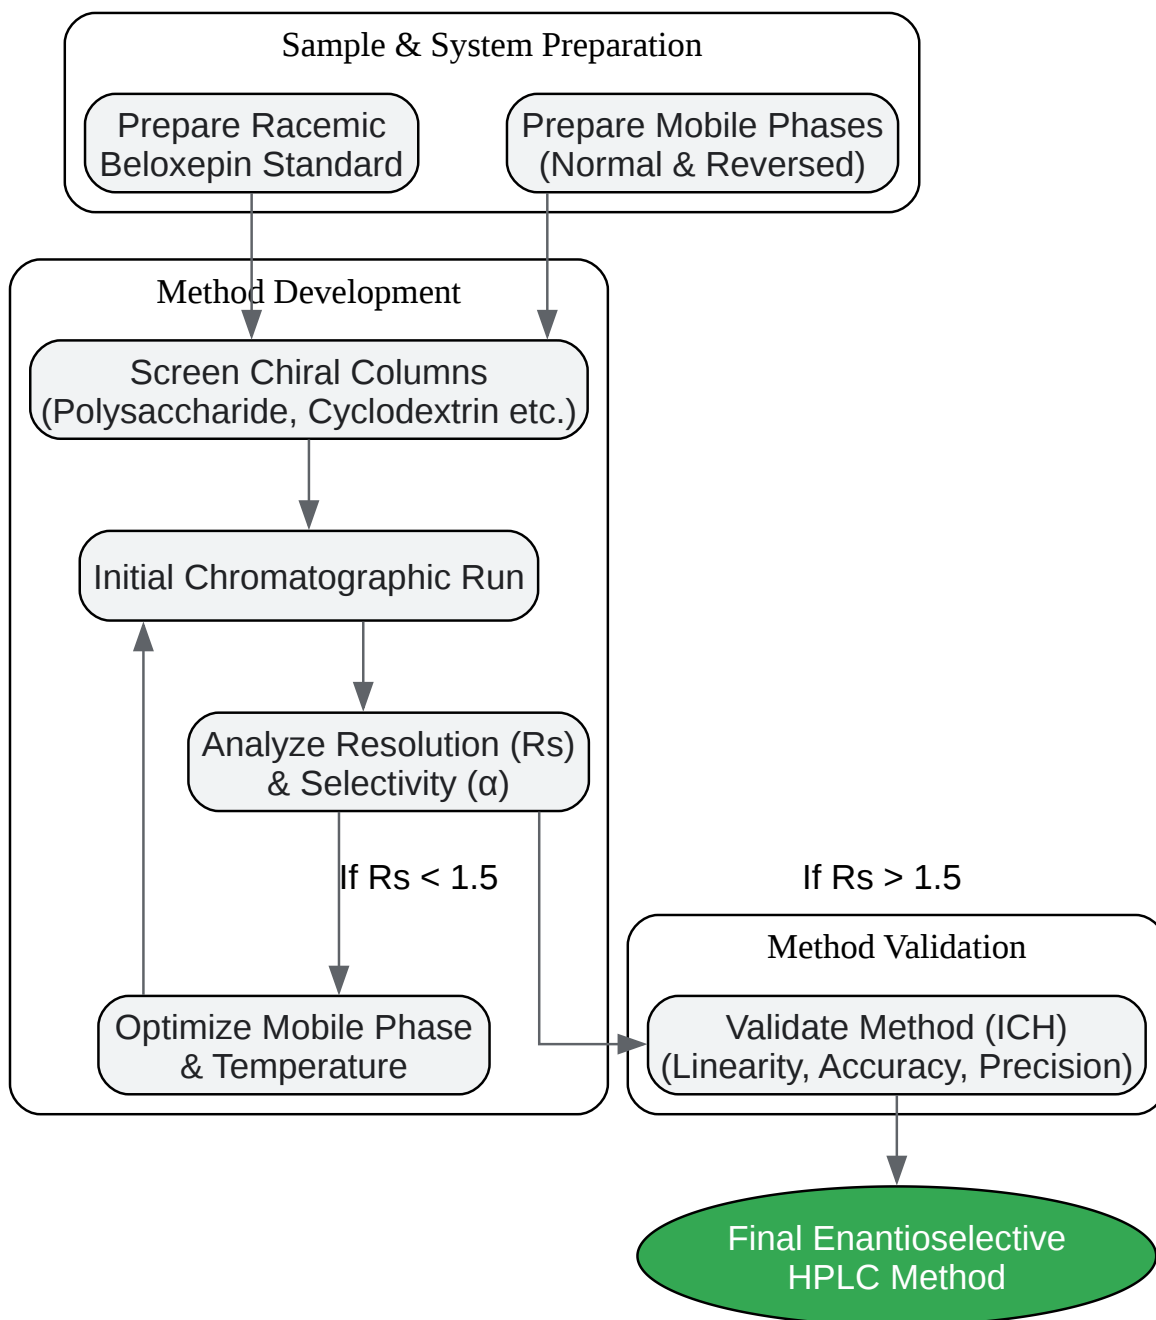 Sample & System Preparation
Prepare Racemic
Beloxepin Standard
Prepare Mobile Phases
(Normal & Reversed)
Method Development
Screen Chiral Columns
(Polysaccharide, Cyclodextrin etc.)
Initial Chromatographic Run
Analyze Resolution (Rs)
& Selectivity (α)
If Rs < 1.5
If Rs > 1.5
Optimize Mobile Phase
& Temperature
Method Validation
Validate Method (ICH)
(Linearity, Accuracy, Precision)
Final Enantioselective
HPLC Method